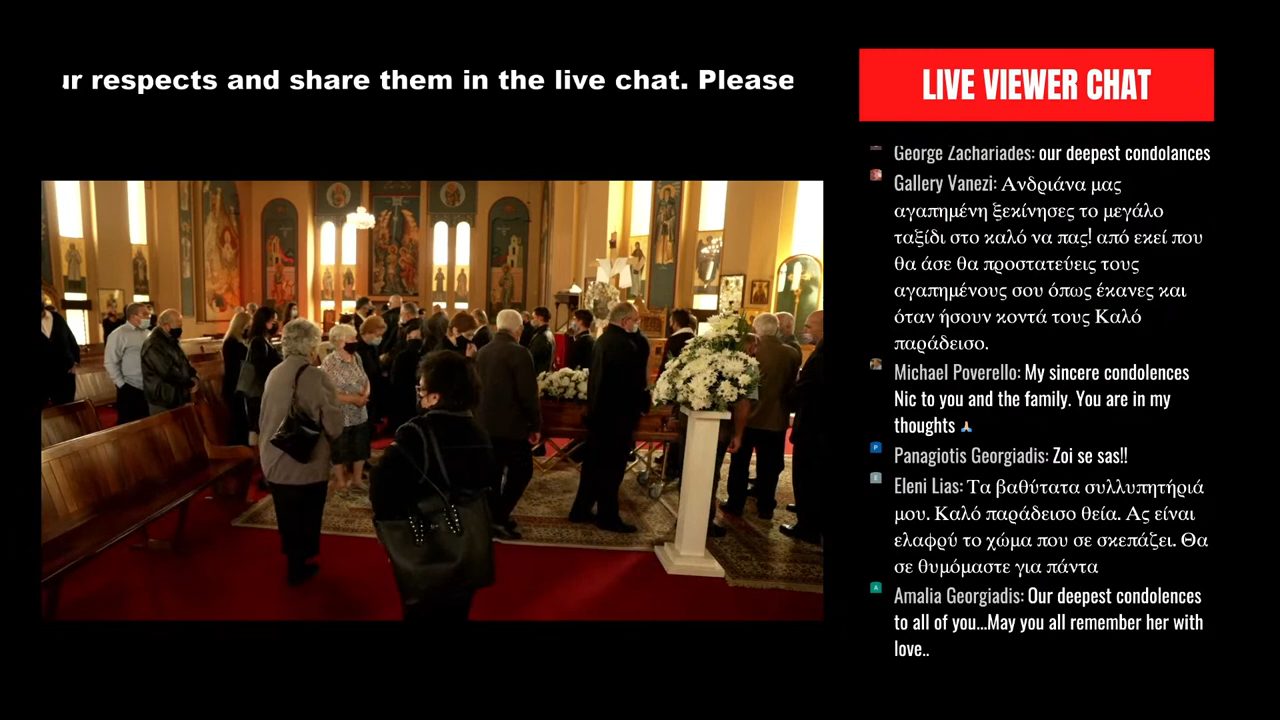 respects and share them in the live chat. Please
LIVE VIEWER CHAT
George Zachariades: our deepest condolances
Gallery Vanezi: Ανδριάνα μας
αγαπημένη ξεκίνησες το μεγάλο
ταξίδι στο καλό να πας! από εκεί που
θα άσε θα προστατεύεις τους
αγαπημένους σου όπως έκανες και
όταν ήσουν κοντά τους Καλό
παράδεισο.
Michael Poverello: My sincere condolences
Nic to you and the family. You are in my
thoughts 🙏
Panagiotis Georgiadis: Zoi se sas!!
Eleni Lias: Τα βαθύτατα συλλυπητήριά
μου. Καλό παράδεισο θεία. Ας είναι
ελαφρύ το χώμα που σε σκεπάζει. Θα
σε θυμόμαστε για πάντα
Amalia Georgiadis: Our deepest condolences
to all of you...May you all remember her with
love..